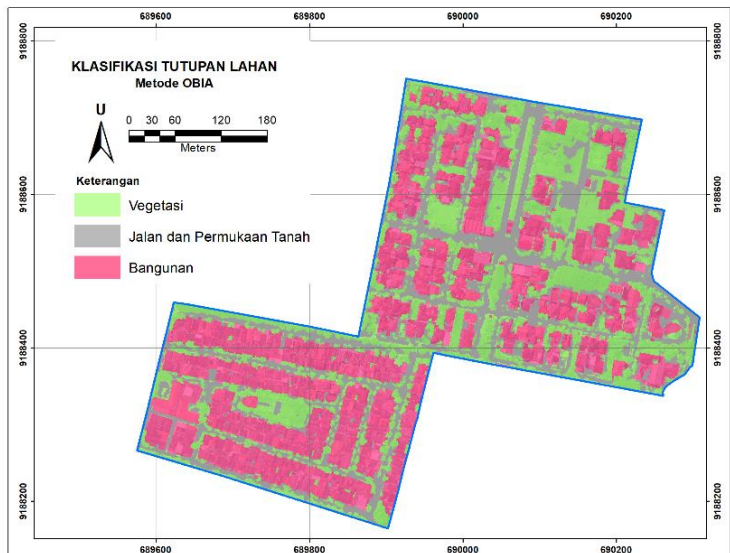 689600 689800 690000 690200
9188800 9188800
KLASIFIKASI TUTUPAN LAHAN
Metode OBIA
U
0 30 60 120 180
Meters
9188600 9188600
Keterangan
Vegetasi
Jalan dan Permukaan Tanah
Bangunan
9188400 9188400
9188200 9188200
689600 689800 690000 690200